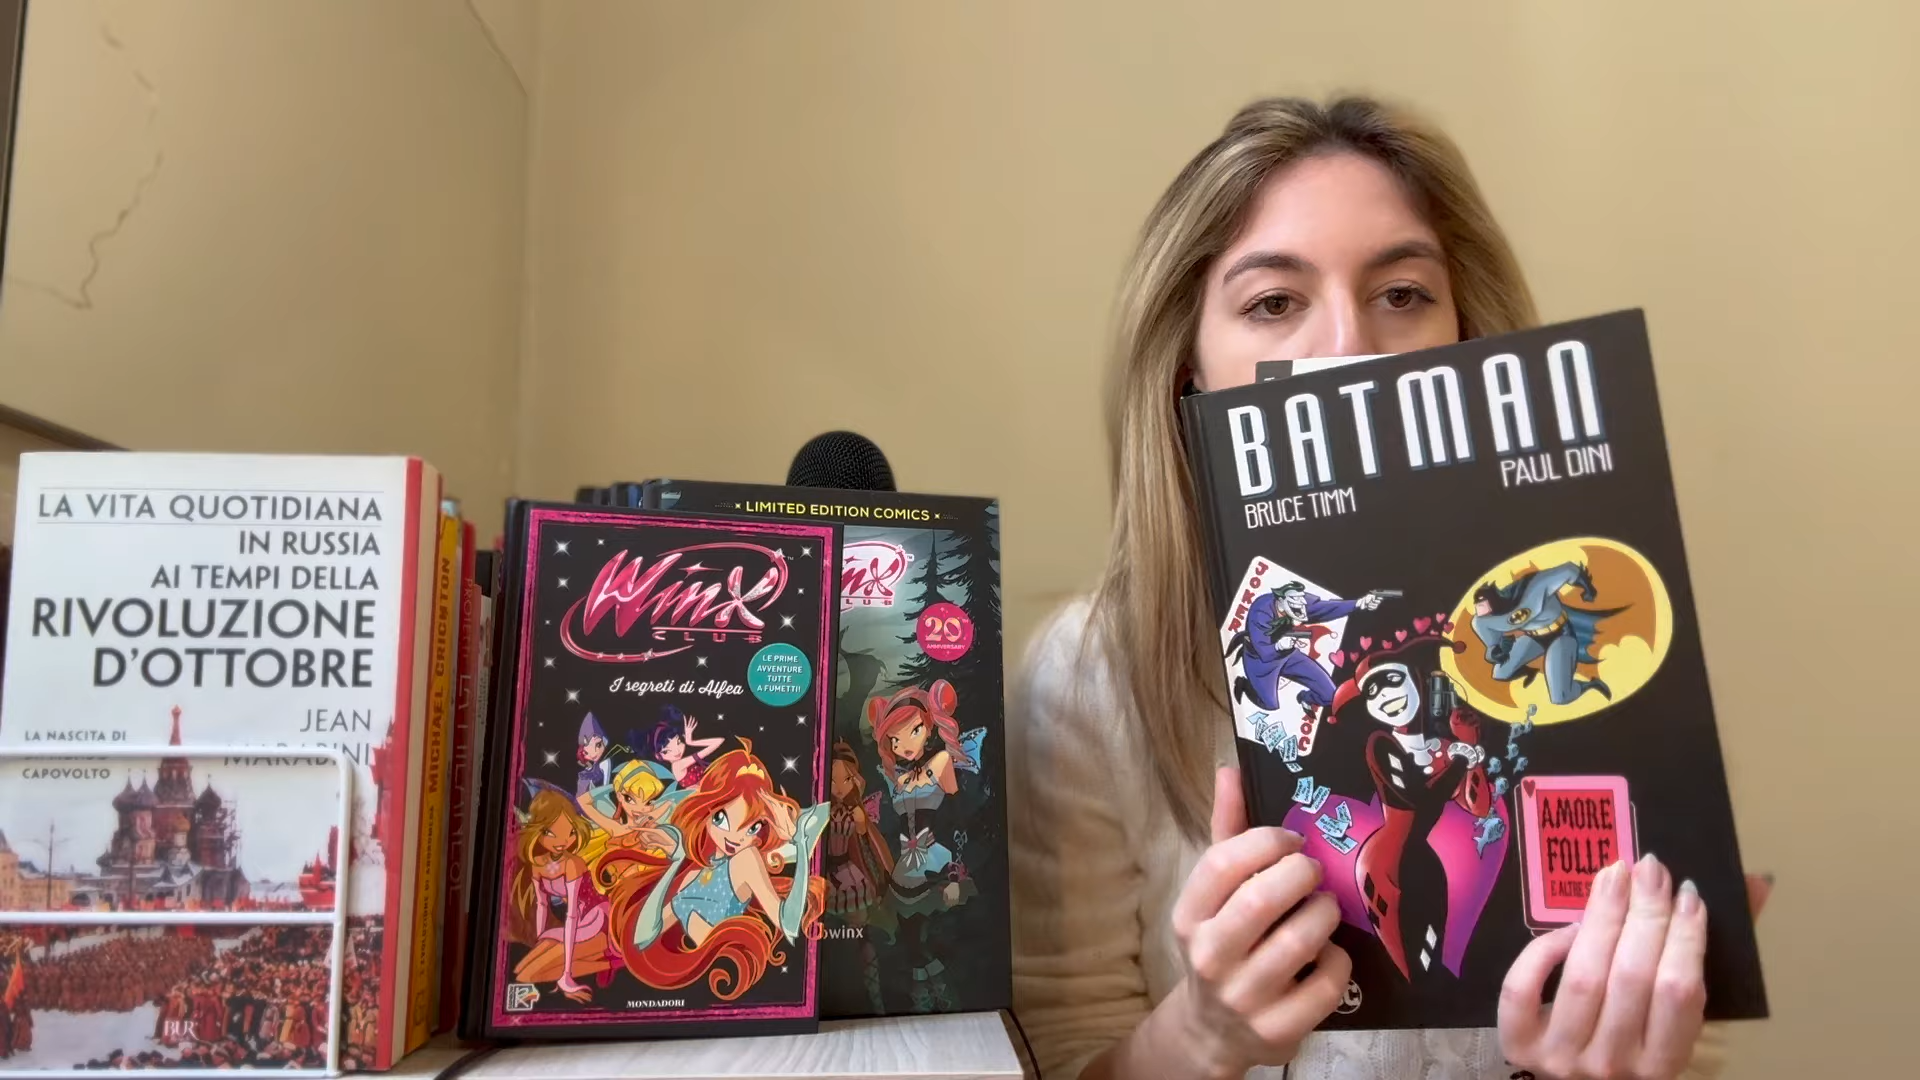 LA VITA QUOTIDIANA
IN RUSSIA
AI TEMPI DELLA
RIVOLUZIONE
D'OTTOBRE
JEAN
MARABINI
LA NASCITA DI
CAPOVOLTO
BUR
MICHAEL CRICHTON
LIMITED EDITION COMICS
WinX
CLUB
LE PRIME
AVVENTURE
TUTTE
A FUMETTI!
I segreti di Alfea
MONDADORI
20
ANNIVERSARY
winx
BATMAN
PAUL DINI
BRUCE TIMM
JOKER
AMORE
FOLLE